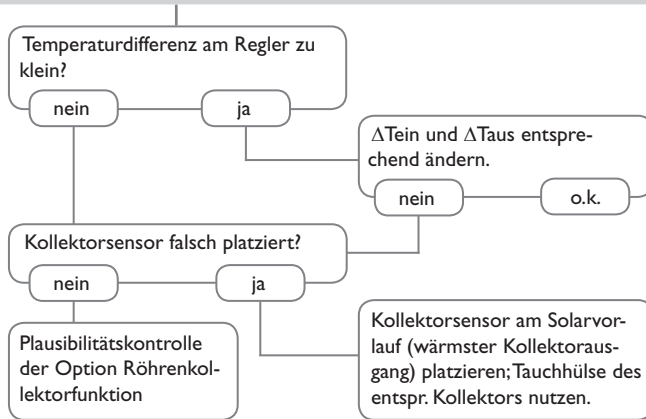 Temperaturdifferenz am Regler zu
klein?
nein
ja
ΔTein und ΔTaus entspre-
chend ändern.
nein
o.k.
Kollektorsensor falsch platziert?
nein
ja
Plausibilitätskontrolle
der Option Röhrenkol-
lektorfunktion
Kollektorsensor am Solarvor-
lauf (wärmster Kollektoraus-
gang) platzieren; Tauchhülse des
entspr. Kollektors nutzen.